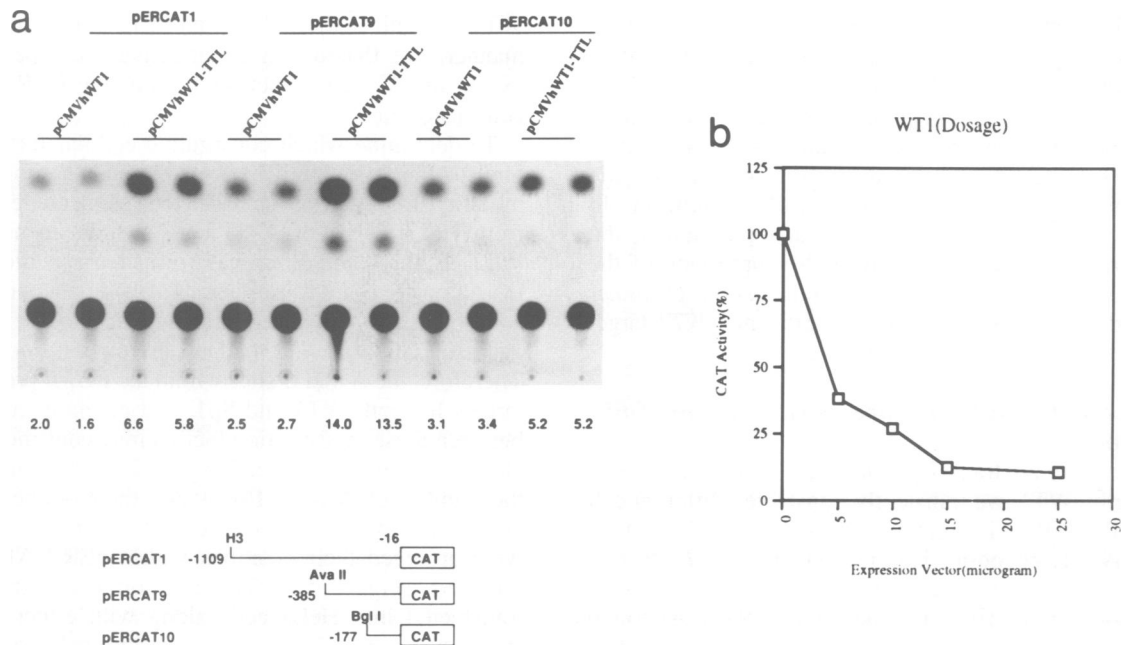 a
pERCAT1 pERCAT9 pERCAT10
pCMVhWT1 pCMVhWT1-TTL pCMVhWT1 pCMVhWT1-TTL pCMVhWT1 pCMVhWT1-TTL
2.0 1.6 6.6 5.8 2.5 2.7 14.0 13.5 3.1 3.4 5.2 5.2
H3 -16
pERCAT1 -1109 CAT
Ava II
pERCAT9 -385 CAT
Bgl I
pERCAT10 -177 CAT
b
WT1(Dosage)
125
100
75
50
25
0
CAT Activity(%)
0 5 10 15 20 25 30
Expression Vector(microgram)